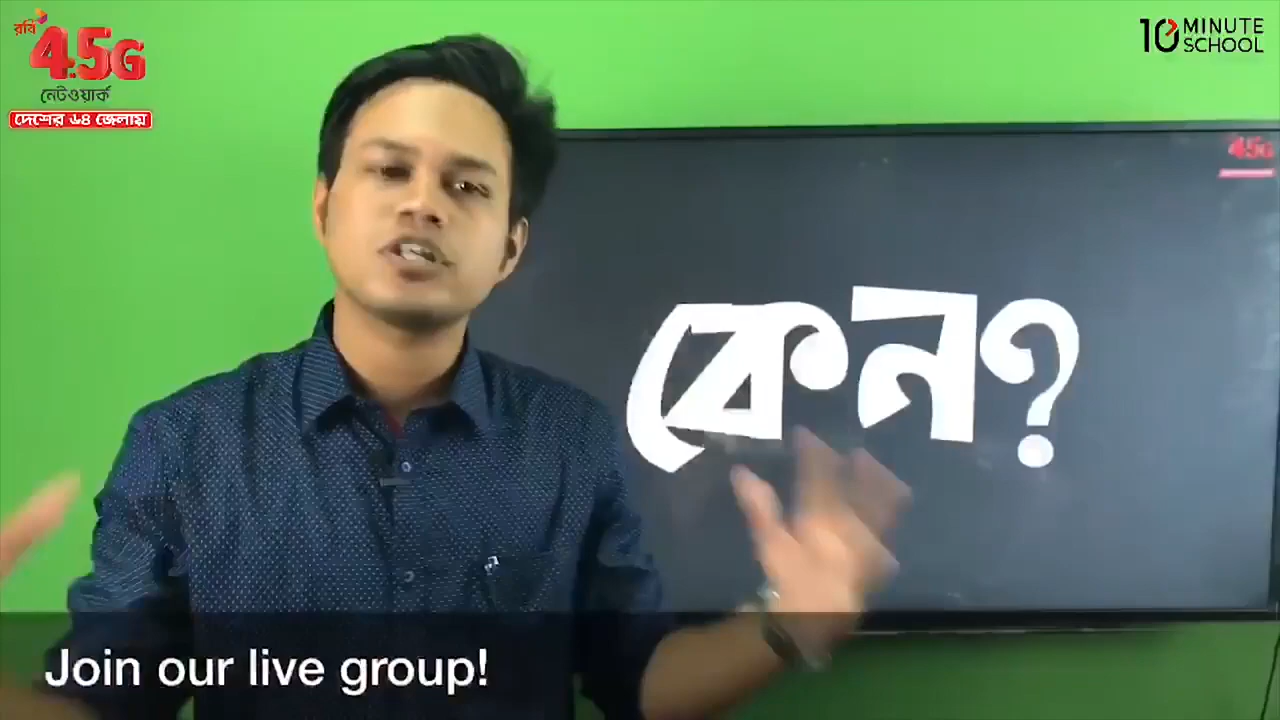 রবি
4.5G
নেটওয়ার্ক
দেশের ৬৪ জেলায়
10 MINUTE
SCHOOL
4.5G
কেন?
Join our live group!